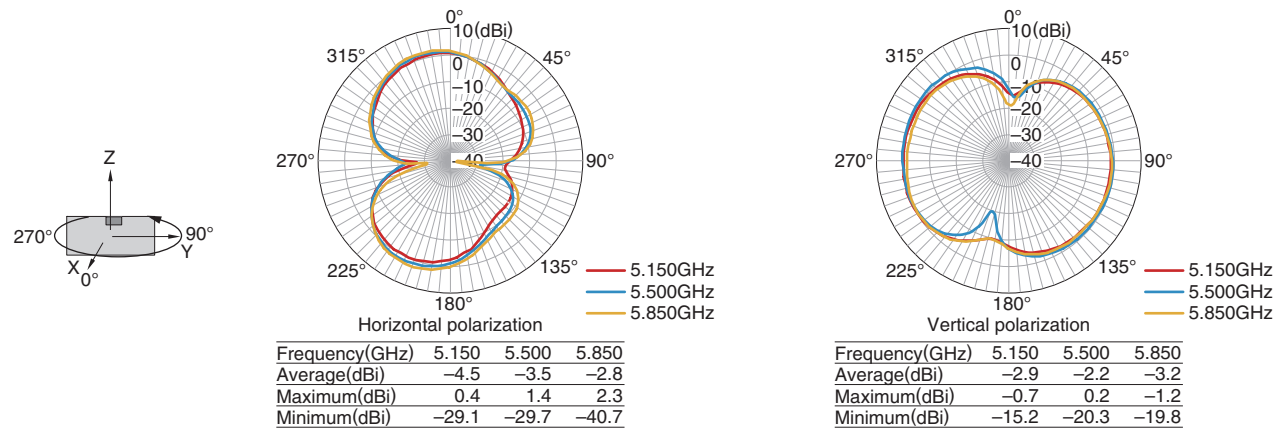 Z
270°
90°
Y
X
0°
0°
10(dBi)
315°
45°
0
–10
–20
–30
–40
270°
90°
225°
135°
180°
5.150GHz
5.500GHz
5.850GHz
Horizontal polarization
Frequency(GHz) 5.150 5.500 5.850
Average(dBi) –4.5 –3.5 –2.8
Maximum(dBi) 0.4 1.4 2.3
Minimum(dBi) –29.1 –29.7 –40.7
0°
10(dBi)
315°
45°
0
–10
–20
–30
–40
270°
90°
225°
135°
180°
5.150GHz
5.500GHz
5.850GHz
Vertical polarization
Frequency(GHz) 5.150 5.500 5.850
Average(dBi) –2.9 –2.2 –3.2
Maximum(dBi) –0.7 0.2 –1.2
Minimum(dBi) –15.2 –20.3 –19.8